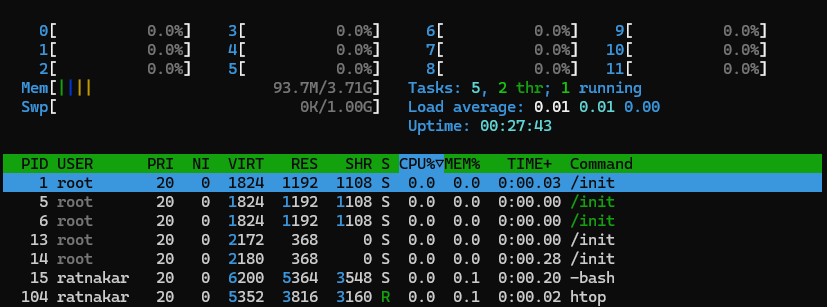 0[ 0.0%] 3[ 0.0%] 6[ 0.0%] 9[ 0.0%]
1[ 0.0%] 4[ 0.0%] 7[ 0.0%] 10[ 0.0%]
2[ 0.0%] 5[ 0.0%] 8[ 0.0%] 11[ 0.0%]
Mem[|||| 93.7M/3.71G] Tasks: 5, 2 thr; 1 running
Swp[ 0K/1.00G] Load average: 0.01 0.01 0.00
Uptime: 00:27:43
PID USER PRI NI VIRT RES SHR S CPU%▽MEM% TIME+ Command
1 root 20 0 1824 1192 1108 S 0.0 0.0 0:00.03 /init
5 root 20 0 1824 1192 1108 S 0.0 0.0 0:00.00 /init
6 root 20 0 1824 1192 1108 S 0.0 0.0 0:00.00 /init
13 root 20 0 2172 368 0 S 0.0 0.0 0:00.00 /init
14 root 20 0 2180 368 0 S 0.0 0.0 0:00.28 /init
15 ratnakar 20 0 6200 5364 3548 S 0.0 0.1 0:00.20 -bash
104 ratnakar 20 0 5352 3816 3160 R 0.0 0.1 0:00.02 htop